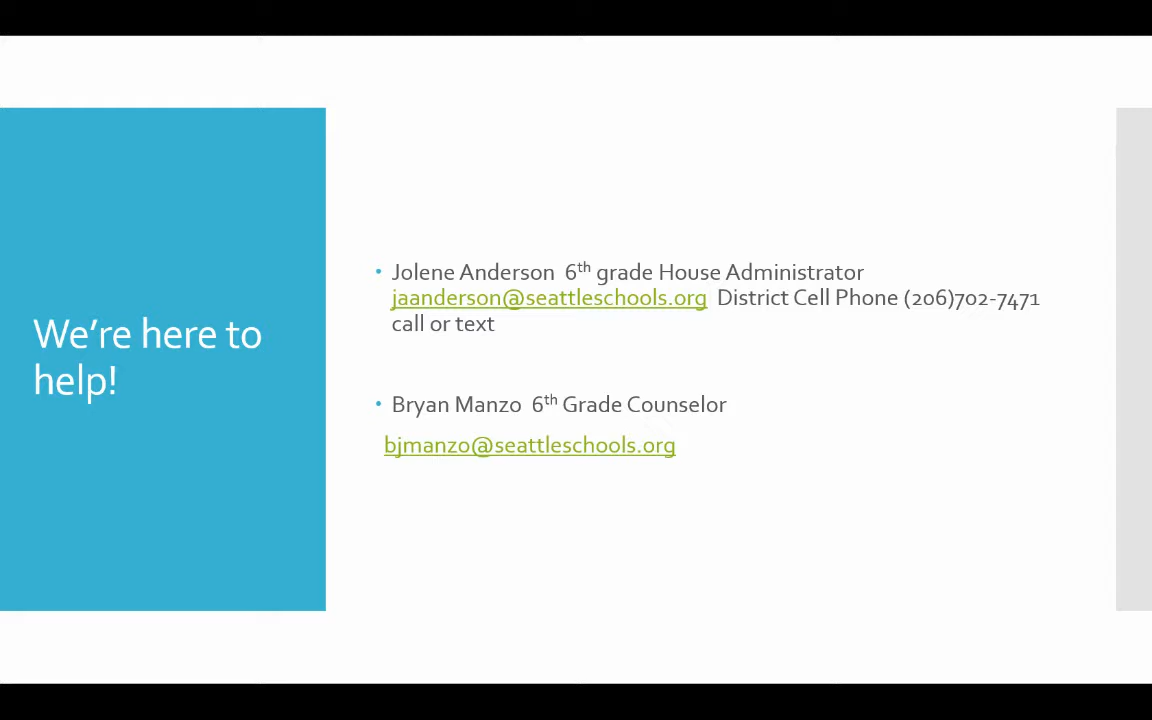 We're here to
help!
• Jolene Anderson  6th grade House Administrator
jaanderson@seattleschools.org  District Cell Phone (206)702-7471
call or text
• Bryan Manzo  6th Grade Counselor
bjmanzo@seattleschools.org